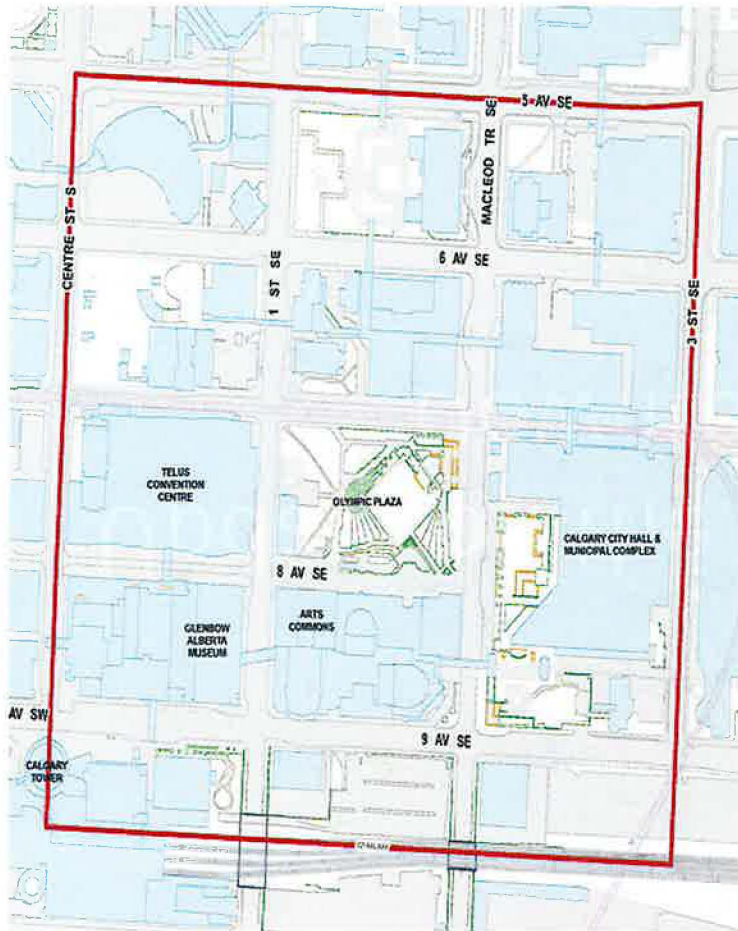 5 AV SE
MACLEOD TR SE
CENTRE ST S
6 AV SE
1 ST SE
3 ST SE
TELUS
CONVENTION
CENTRE
OLYMPIC PLAZA
CALGARY CITY HALL &
MUNICIPAL COMPLEX
8 AV SE
ARTS
COMMONS
GLENBOW
ALBERTA
MUSEUM
AV SW
9 AV SE
CALGARY
TOWER